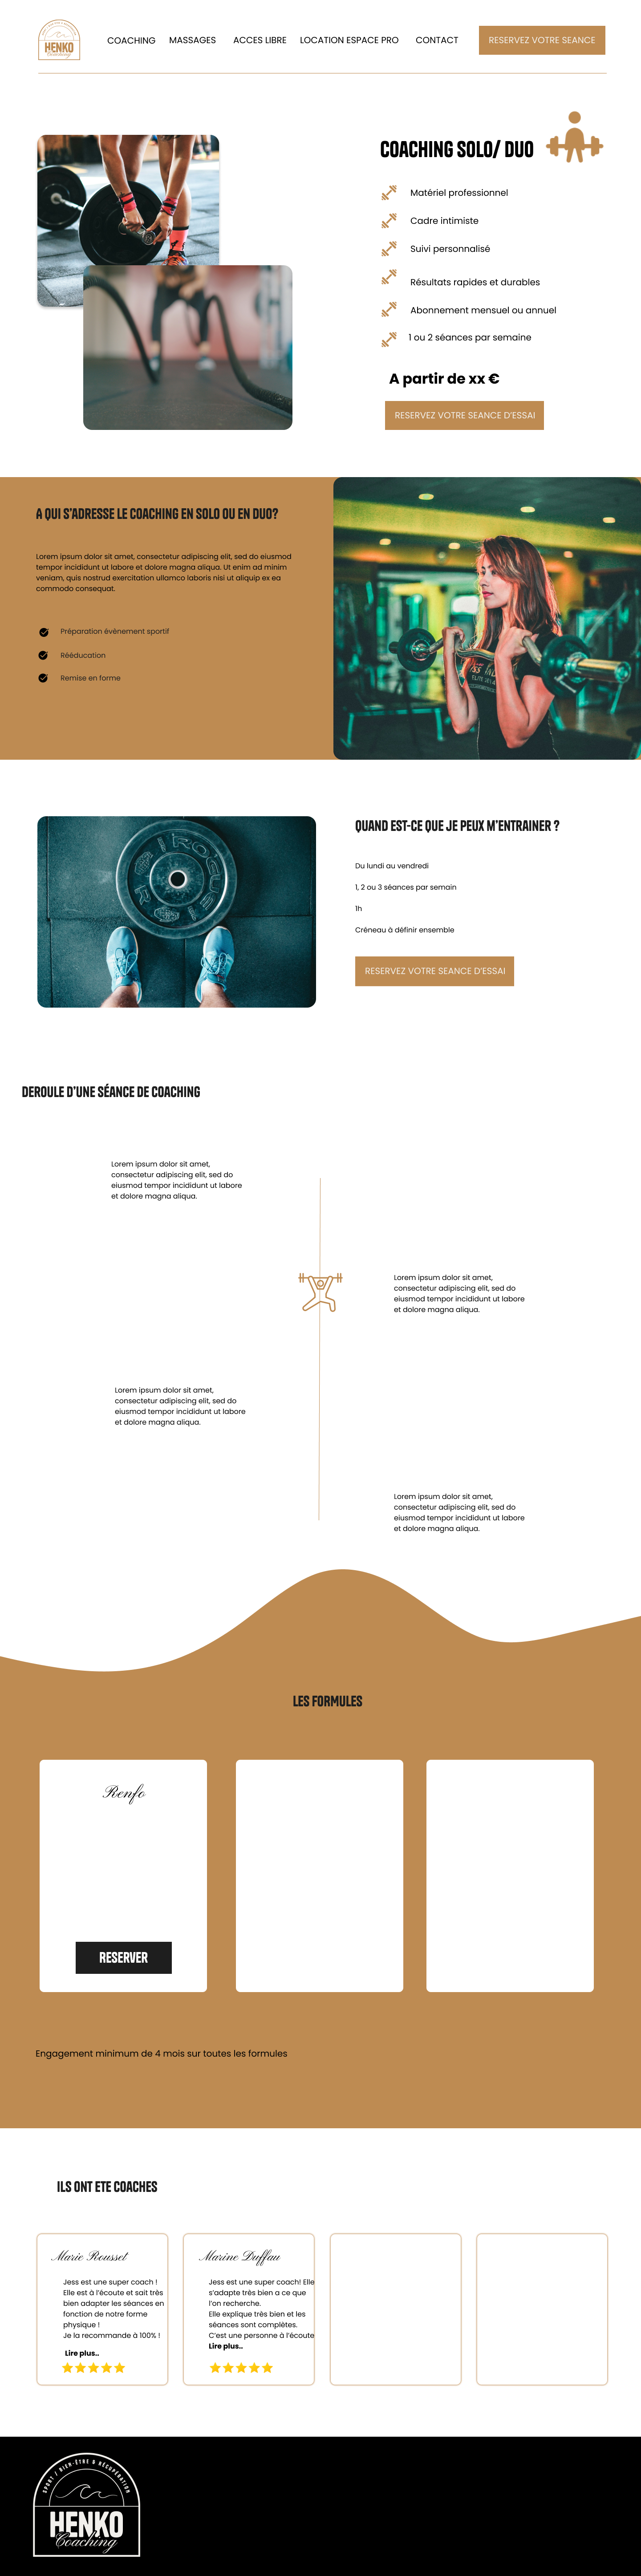 HENKO
Coaching
COACHING
MASSAGES
ACCES LIBRE
LOCATION ESPACE PRO
CONTACT
RESERVEZ VOTRE SEANCE
COACHING SOLO/ DUO
Matériel professionnel
Cadre intimiste
Suivi personnalisé
Résultats rapides et durables
Abonnement mensuel ou annuel
1 ou 2 séances par semaine
A partir de xx €
RESERVEZ VOTRE SEANCE D'ESSAI
A QUI S'ADRESSE LE COACHING EN SOLO OU EN DUO?
Lorem ipsum dolor sit amet, consectetur adipiscing elit, sed do eiusmod
tempor incididunt ut labore et dolore magna aliqua. Ut enim ad minim
veniam, quis nostrud exercitation ullamco laboris nisi ut aliquip ex ea
commodo consequat.
Préparation événement sportif
Rééducation
Remise en forme
ROGUE
QUAND EST-CE QUE JE PEUX M'ENTRAINER ?
Du lundi au vendredi
1, 2 ou 3 séances par semain
1h
Créneau à définir ensemble
RESERVEZ VOTRE SEANCE D'ESSAI
DEROULE D'UNE SÉANCE DE COACHING
Lorem ipsum dolor sit amet,
consectetur adipiscing elit, sed do
eiusmod tempor incididunt ut labore
et dolore magna aliqua.
Lorem ipsum dolor sit amet,
consectetur adipiscing elit, sed do
eiusmod tempor incididunt ut labore
et dolore magna aliqua.
Lorem ipsum dolor sit amet,
consectetur adipiscing elit, sed do
eiusmod tempor incididunt ut labore
et dolore magna aliqua.
Lorem ipsum dolor sit amet,
consectetur adipiscing elit, sed do
eiusmod tempor incididunt ut labore
et dolore magna aliqua.
LES FORMULES
Renfo
RESERVER
Engagement minimum de 4 mois sur toutes les formules
ILS ONT ETE COACHES
Marie Rousset
Jess est une super coach !
Elle est à l'écoute et sait très
bien adapter les séances en
fonction de notre forme
physique !
Je la recommande à 100% !
Lire plus..
Marine Duffau
Jess est une super coach! Elle
s'adapte très bien a ce que
l'on recherche.
Elle explique très bien et les
séances sont complètes.
C'est une personne à l'écoute
Lire plus..
SPORT / BIEN-ÊTRE & RÉCUPÉRATION
HENKO
Coaching